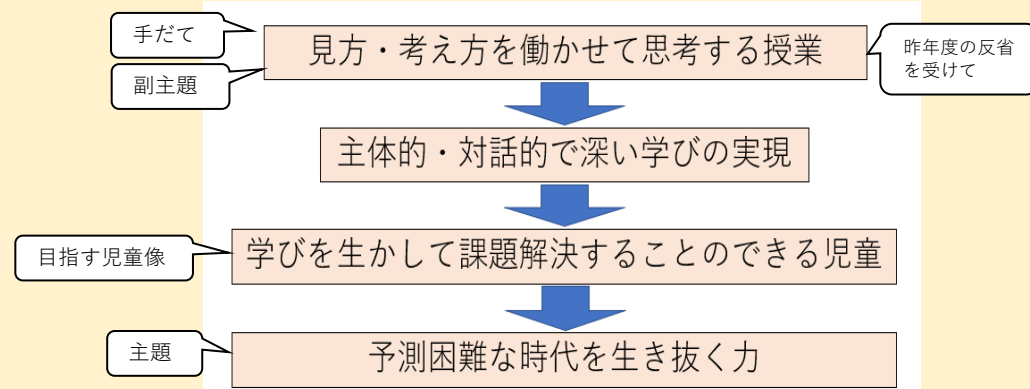 手だて
見方・考え方を働かせて思考する授業
昨年度の反省
を受けて
副主題
主体的・対話的で深い学びの実現
目指す児童像
学びを生かして課題解決することのできる児童
主題
予測困難な時代を生き抜く力